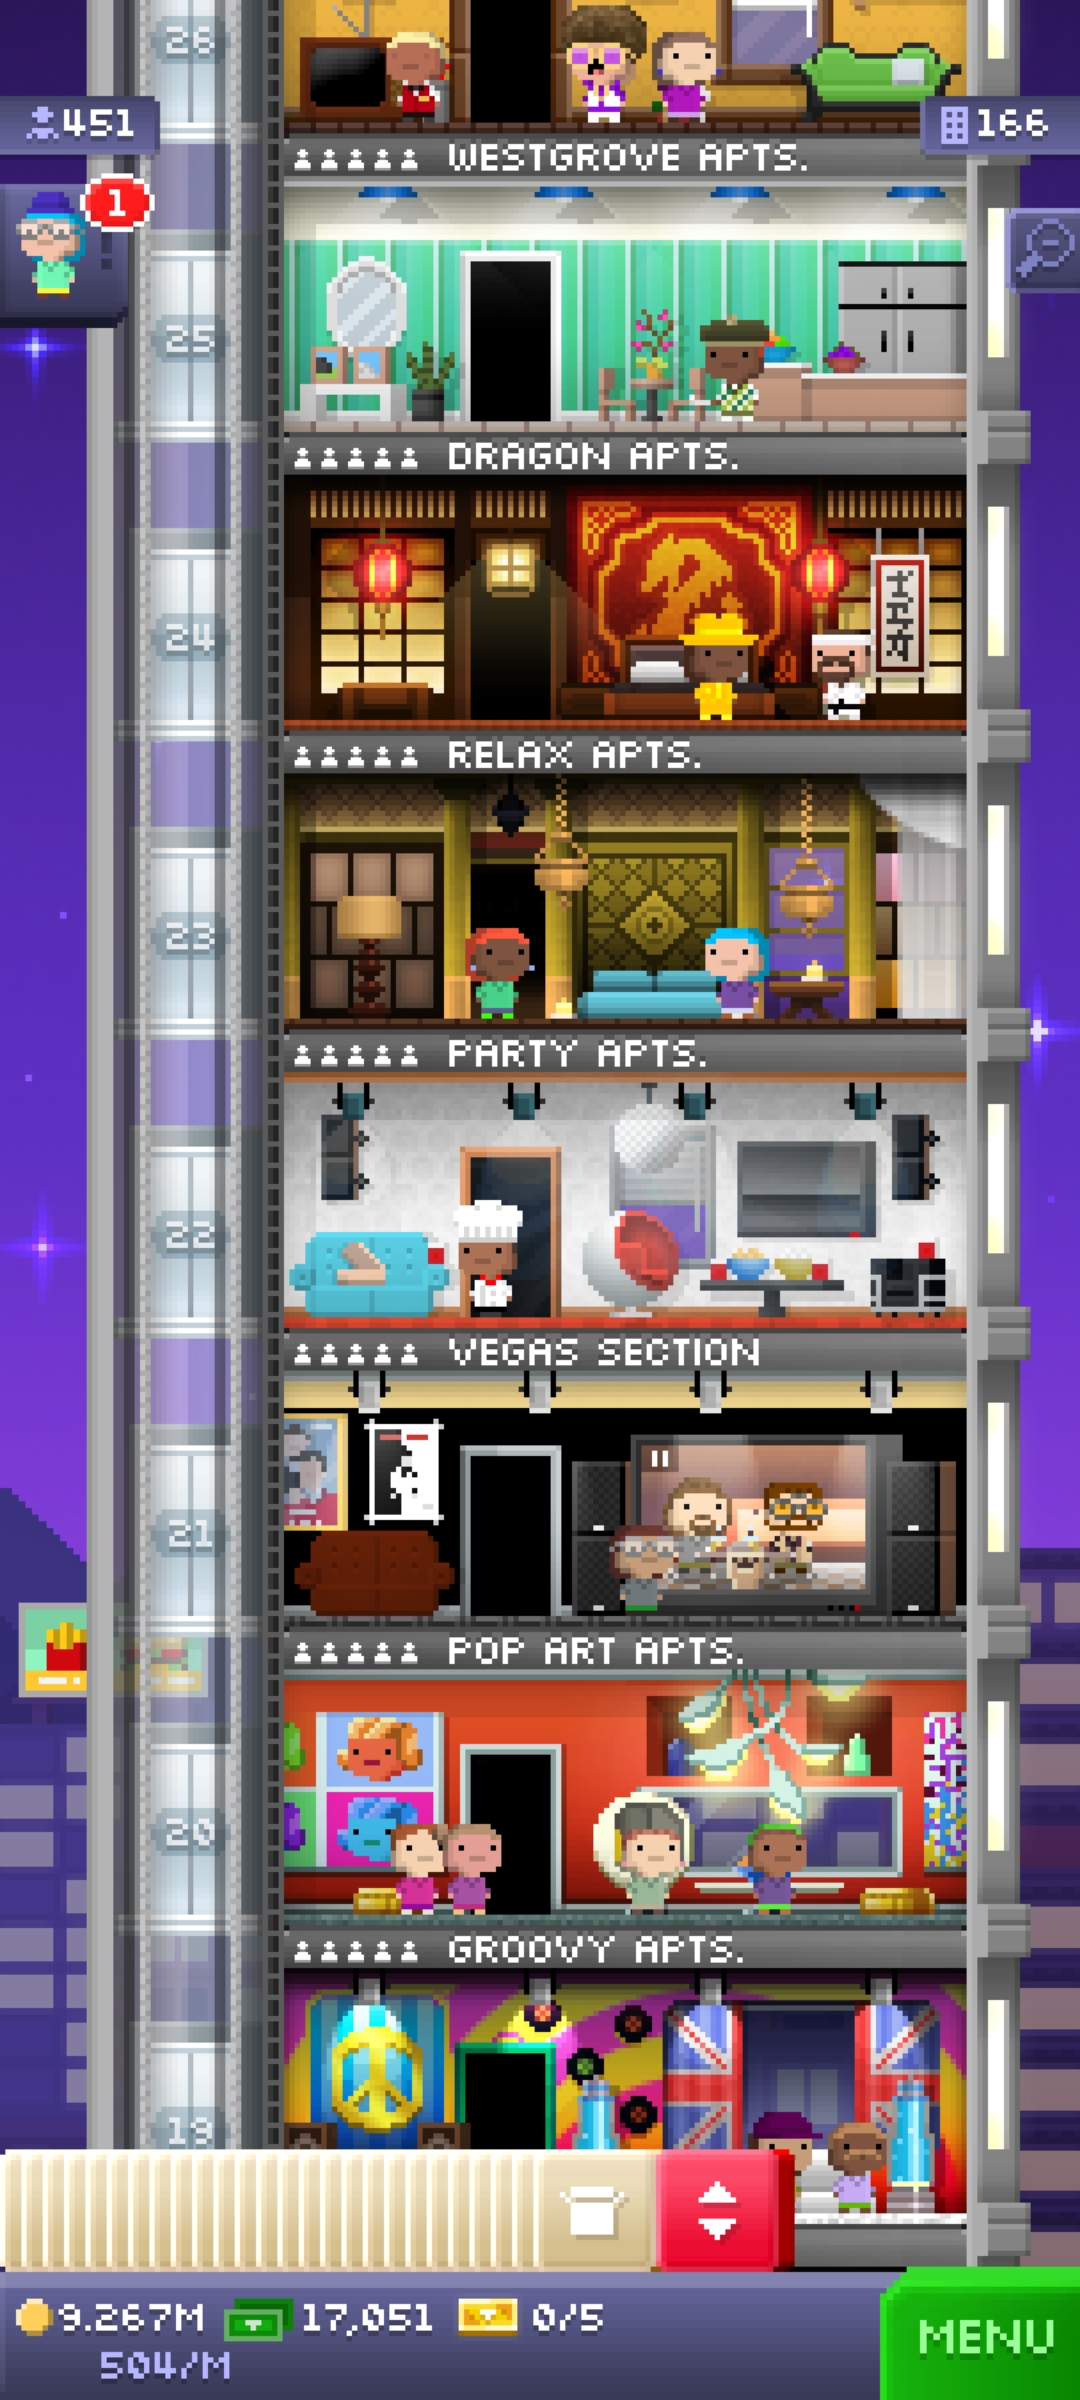 26
451
166
WESTGROVE APTS.
1
25
DRAGON APTS.
24
RELAX APTS.
23
PARTY APTS.
22
VEGAS SECTION
21
POP ART APTS.
20
GROOVY APTS.
19
9.267M 17,051 0/5
504/M
MENU